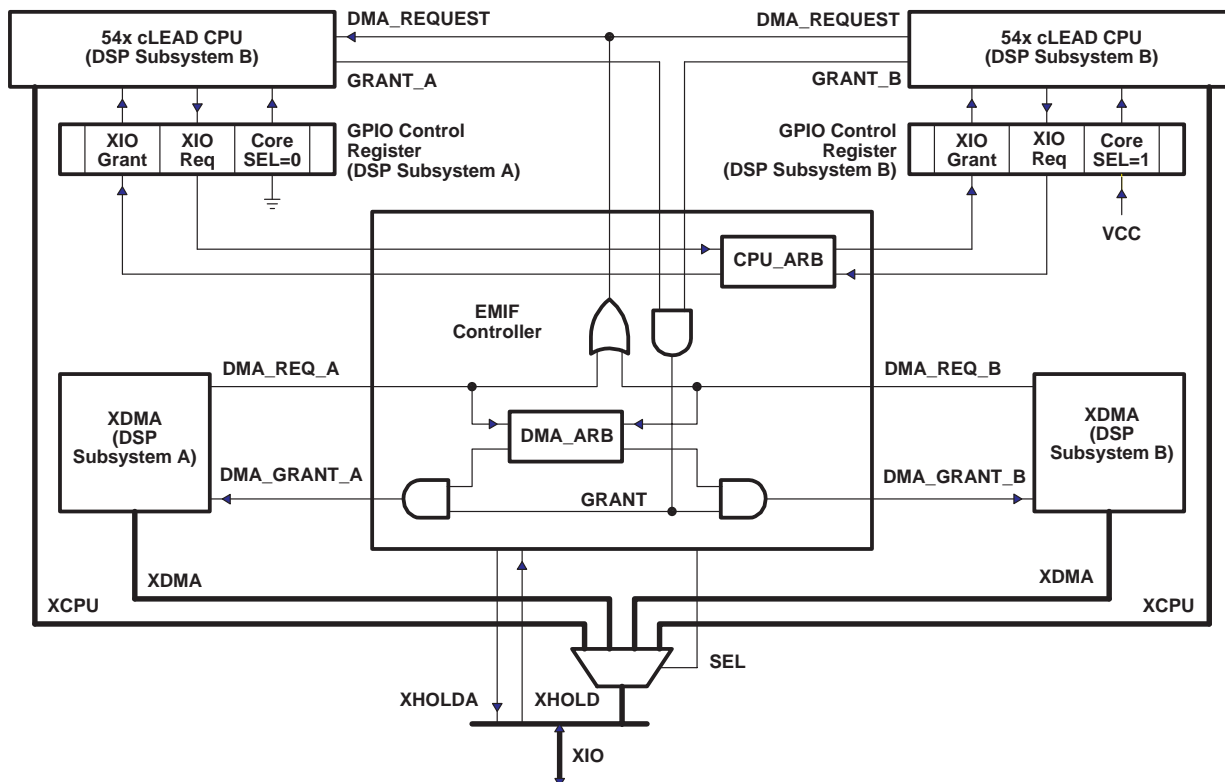 DMA_REQUEST
DMA_REQUEST
54x cLEAD CPU
(DSP Subsystem B)
54x cLEAD CPU
(DSP Subsystem B)
GRANT_A
GRANT_B
XIO
Grant
XIO
Req
Core
SEL=0
GPIO Control
Register
(DSP Subsystem A)
GPIO Control
Register
(DSP Subsystem B)
XIO
Grant
XIO
Req
Core
SEL=1
VCC
CPU_ARB
EMIF
Controller
DMA_REQ_A
DMA_REQ_B
XDMA
(DSP
Subsystem A)
DMA_ARB
XDMA
(DSP
Subsystem B)
DMA_GRANT_A
GRANT
DMA_GRANT_B
XDMA
XDMA
XCPU
XCPU
SEL
XHOLDA
XHOLD
XIO